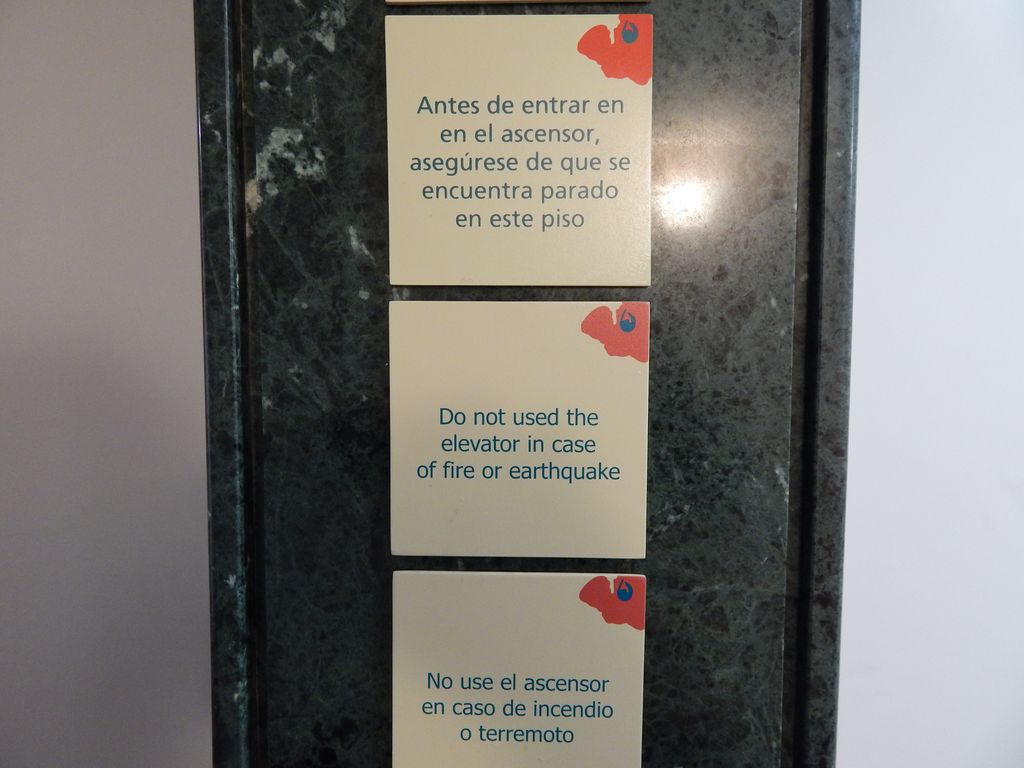 Antes de entrar en
en el ascensor,
asegúrese de que se
encuentra parado
en este piso
Do not used the
elevator in case
of fire or earthquake
No use el ascensor
en caso de incendio
o terremoto